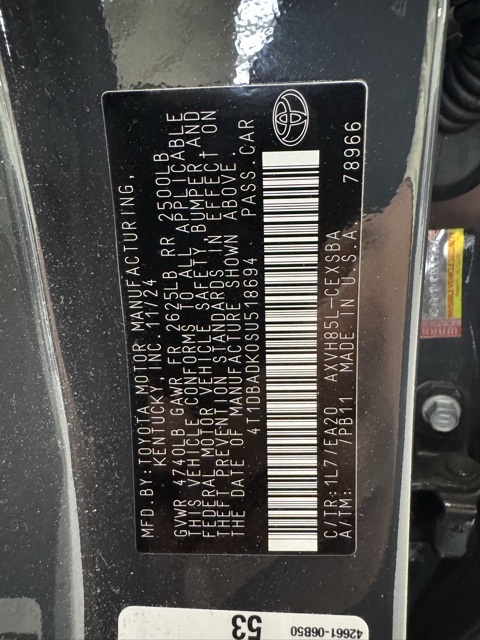 MFD.BY:TOYOTA MOTOR MANUFACTURING,
KENTUCKY, INC. 11/24
GVWR 4740LB GAWR FR 2625LB RR 2500LB
THIS VEHICLE CONFORMS TO ALL APPLICABLE
FEDERAL MOTOR VEHICLE SAFETY, BUMPER AND
THEFT PREVENTION STANDARDS IN EFFECT ON
THE DATE OF MANUFACTURE SHOWN ABOVE.
4T1DBADK0SU518694 PASS.CAR
C/TR:1L7/EA20 AXVH85L-CEXSBA
A/TM: /PB11 MADE IN U.S.A. 78966
53
42661-06B50